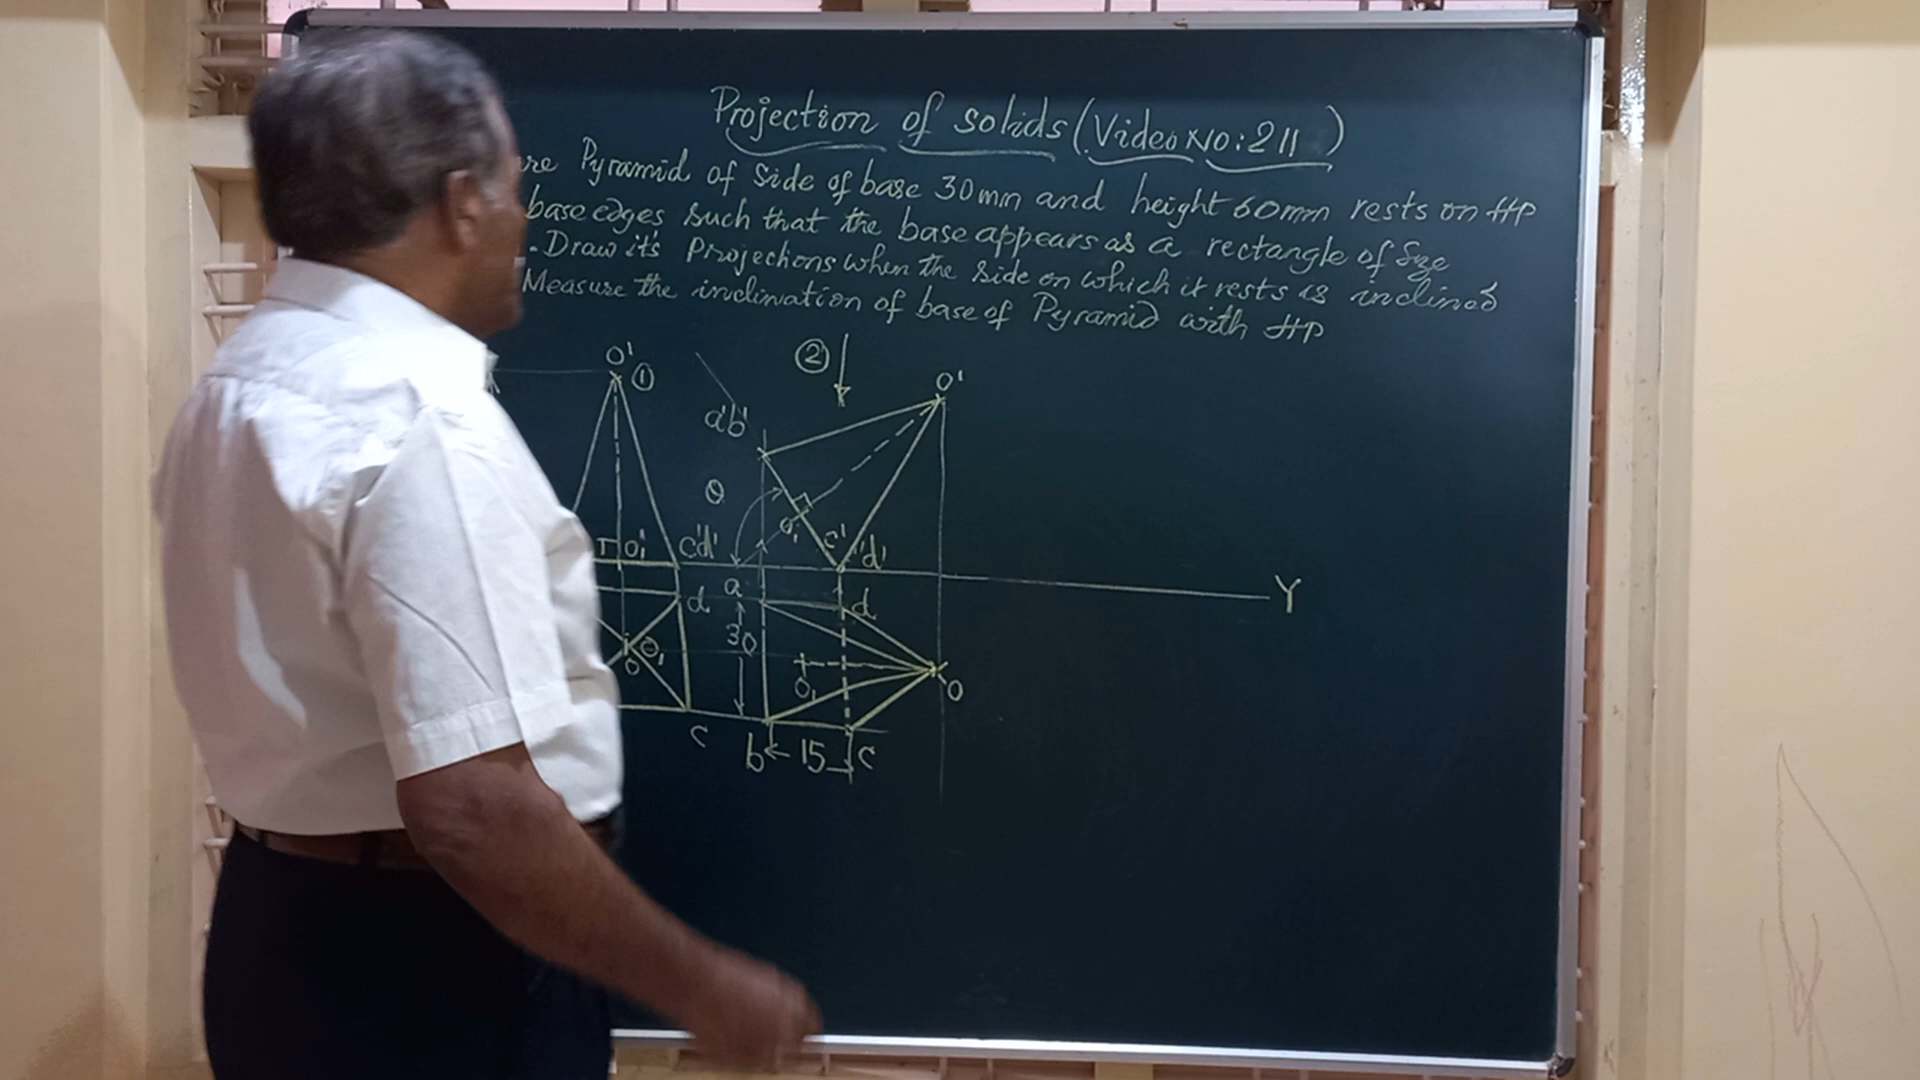 Projection of solids (Video No: 211)
re Pyramid of Side of base 30mm and height 60mm rests on HP
base edges such that the base appears as a rectangle of Size
. Draw it's Projections when the side on which it rests is inclined
Measure the inclination of base of Pyramid with HP
o' ①
②
o'
a'b'
θ
o'₁
c'd'
o₁'
c'd'
Y
a
d
d
30
o o₁
o₁
o
c
b 15 c